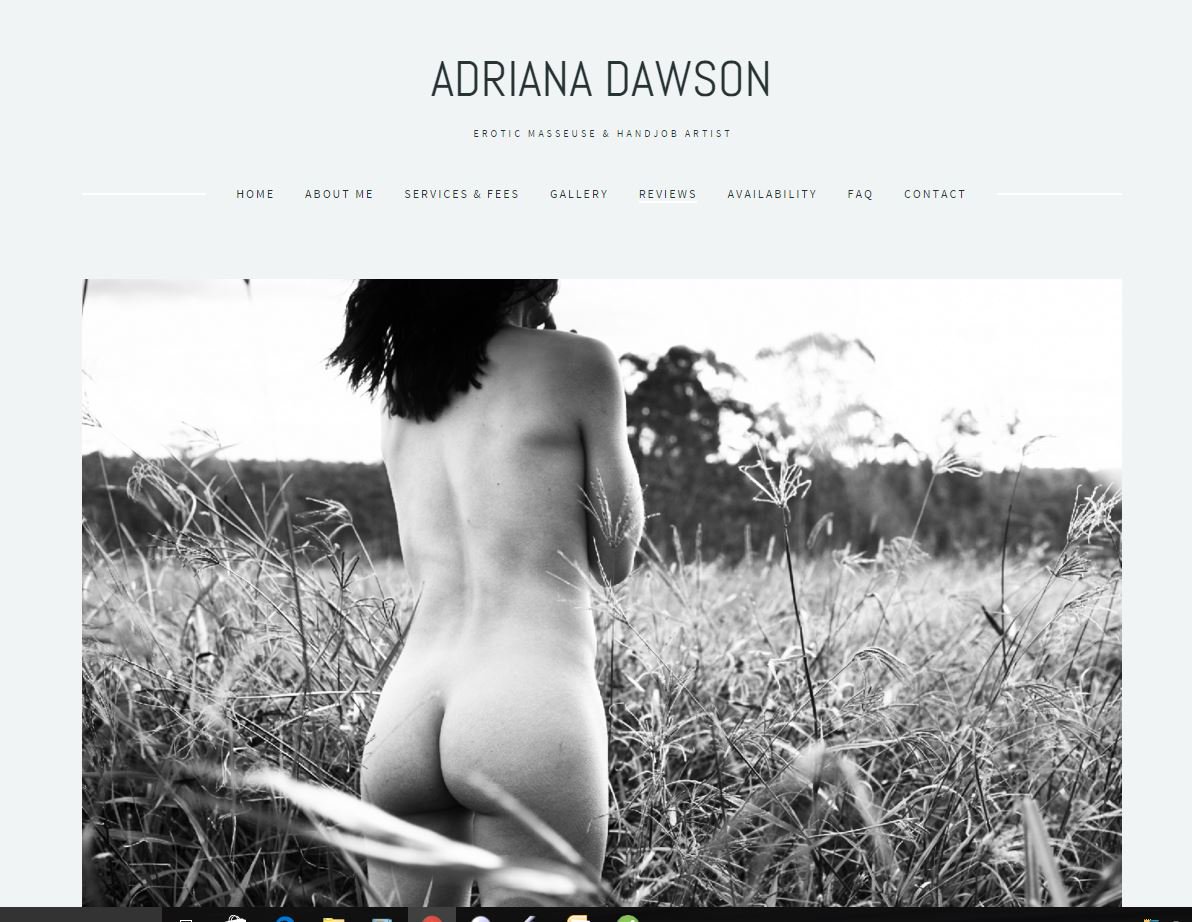 ADRIANA DAWSON
EROTIC MASSEUSE & HANDJOB ARTIST
HOME ABOUT ME SERVICES & FEES GALLERY REVIEWS AVAILABILITY FAQ CONTACT